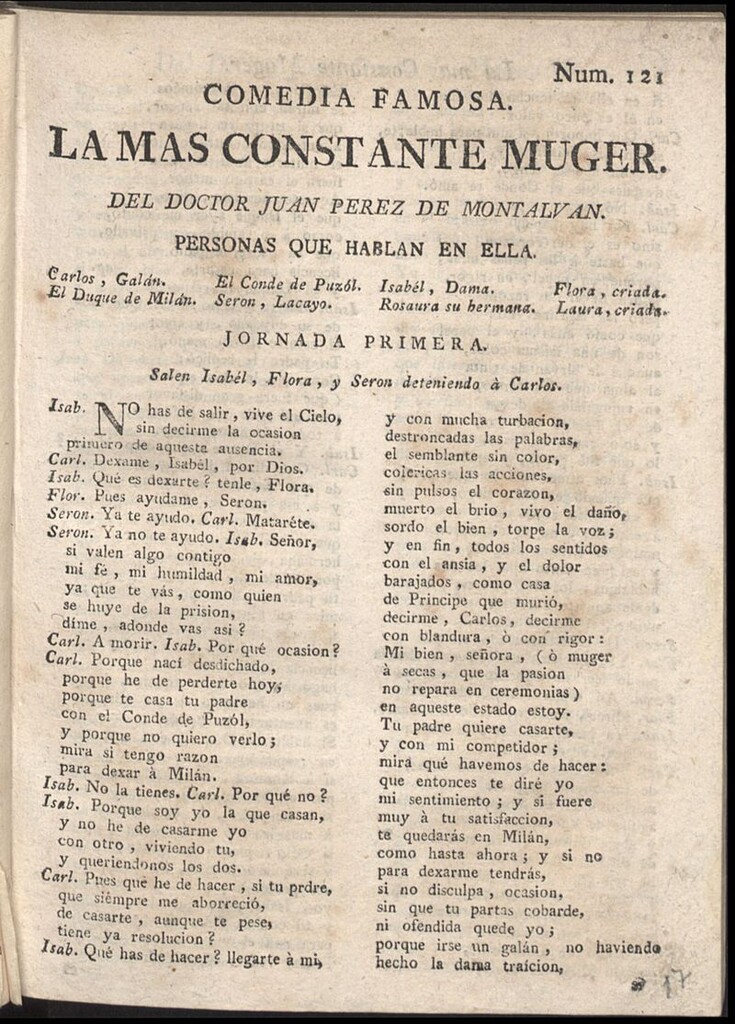 Num. 121
COMEDIA FAMOSA.
LA MAS CONSTANTE MUGER.
DEL DOCTOR JUAN PEREZ DE MONTALVAN.
PERSONAS QUE HABLAN EN ELLA.
Carlos, Galán. El Conde de Puzól. Isabél, Dama. Flora, criada.
El Duque de Milán. Seron, Lacayo. Rosaura su hermana. Laura, criada.
JORNADA PRIMERA.
Salen Isabél, Flora, y Seron deteniendo à Carlos.
Isab. NO has de salir, vive el Cielo,
sin decirme la ocasion
primero de aquesta ausencia.
Carl. Dexame, Isabél, por Dios.
Isab. Qué es dexarte? tenle, Flora.
Flor. Pues ayudame, Seron.
Seron. Ya te ayudo. Carl. Mataréte.
Seron. Ya no te ayudo. Isab. Señor,
si valen algo contigo
mi fé, mi humildad, mi amor,
ya que te vás, como quien
se huye de la prision,
díme, adonde vas asi?
Carl. A morir. Isab. Por qué ocasion?
Carl. Porque nací desdichado,
porque he de perderte hoy;
porque te casa tu padre
con el Conde de Puzól,
y porque no quiero verlo;
mira si tengo razon
para dexar à Milán.
Isab. No la tienes. Carl. Por qué no?
Isab. Porque soy yo la que casan,
y no he de casarme yo
con otro, viviendo tu,
y queriendonos los dos.
Carl. Pues qué he de hacer, si tu prdre,
que siémpre me aborreció,
de casarte, aunque te pese,
tiene ya resolucion?
Isab. Qué has de hacer? llegarte à mi,
y con mucha turbacion,
destroncadas las palabras,
el semblante sin color,
colericas las acciones,
sin pulsos el corazon,
muerto el brio, vivo el daño,
sordo el bien, torpe la voz;
y en fin, todos los sentidos
con el ansia, y el dolor
barajados, como casa
de Principe que murió,
decirme, Carlos, decirme
con blandura, ò con rigor:
Mi bien, señora, (ò muger
à secas, que la pasion
no repara en ceremonias)
en aqueste estado estoy.
Tu padre quiere casarte,
y con mi competidor;
mira qué havemos de hacer:
que entonces te diré yo
mi sentimiento; y si fuere
muy à tu satisfaccion,
te quedarás en Milán,
como hasta ahora; y si no
para dexarme tendrás,
si no disculpa, ocasion,
sin que tu partas cobarde,
ni ofendida quede yo;
porque irse un galán, no haviendo
hecho la dama traícion,
17